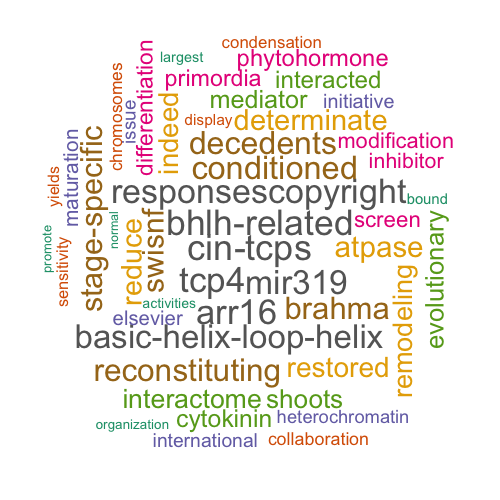 condensation
largest
phytohormone
primordia
interacted
mediator
initiative
display
determinate
chromosomes
issue
differentiation
indeed
decedents
modification
conditioned
inhibitor
maturation
yields
stage-specific
responsescopyright
bound
bhlh-related
screen
swisnf
reduce
normal
promote
sensitivity
cin-tcps
atpase
evolutionary
tcp4
mir319
remodeling
activities
elsevier
arr16
brahma
basic-helix-loop-helix
reconstituting
restored
interactome
shoots
cytokinin
heterochromatin
organization
international
collaboration